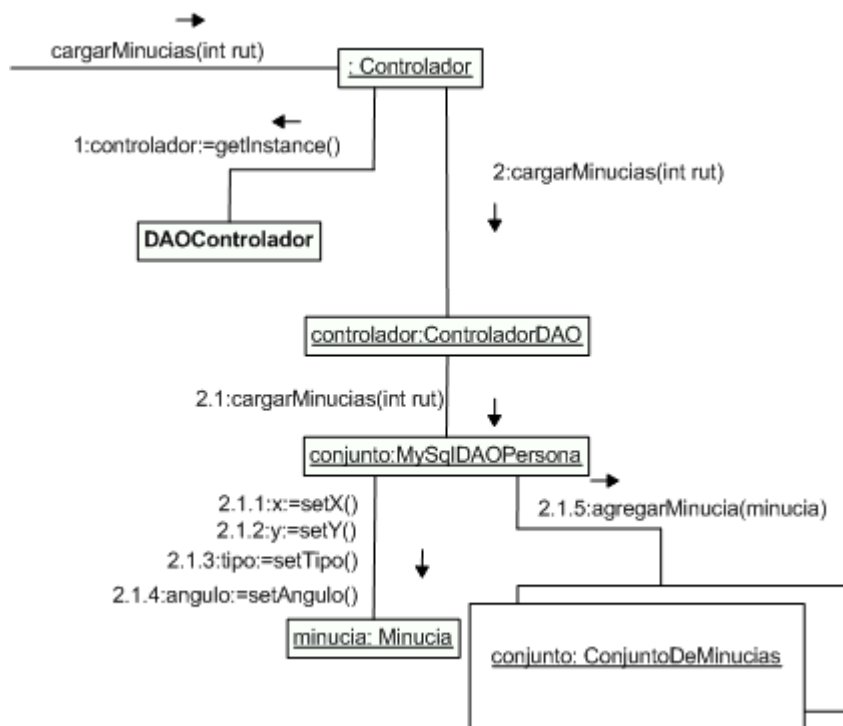 cargarMinucias(int rut)
: Controlador
1:controlador:=getInstance()
2:cargarMinucias(int rut)
DAOControlador
controlador:ControladorDAO
2.1:cargarMinucias(int rut)
conjunto:MySqlDAOPersona
2.1.1:x:=setX()
2.1.2:y:=setY()
2.1.3:tipo:=setTipo()
2.1.4:angulo:=setAngulo()
2.1.5:agregarMinucia(minucia)
minucia: Minucia
conjunto: ConjuntoDeMinucias